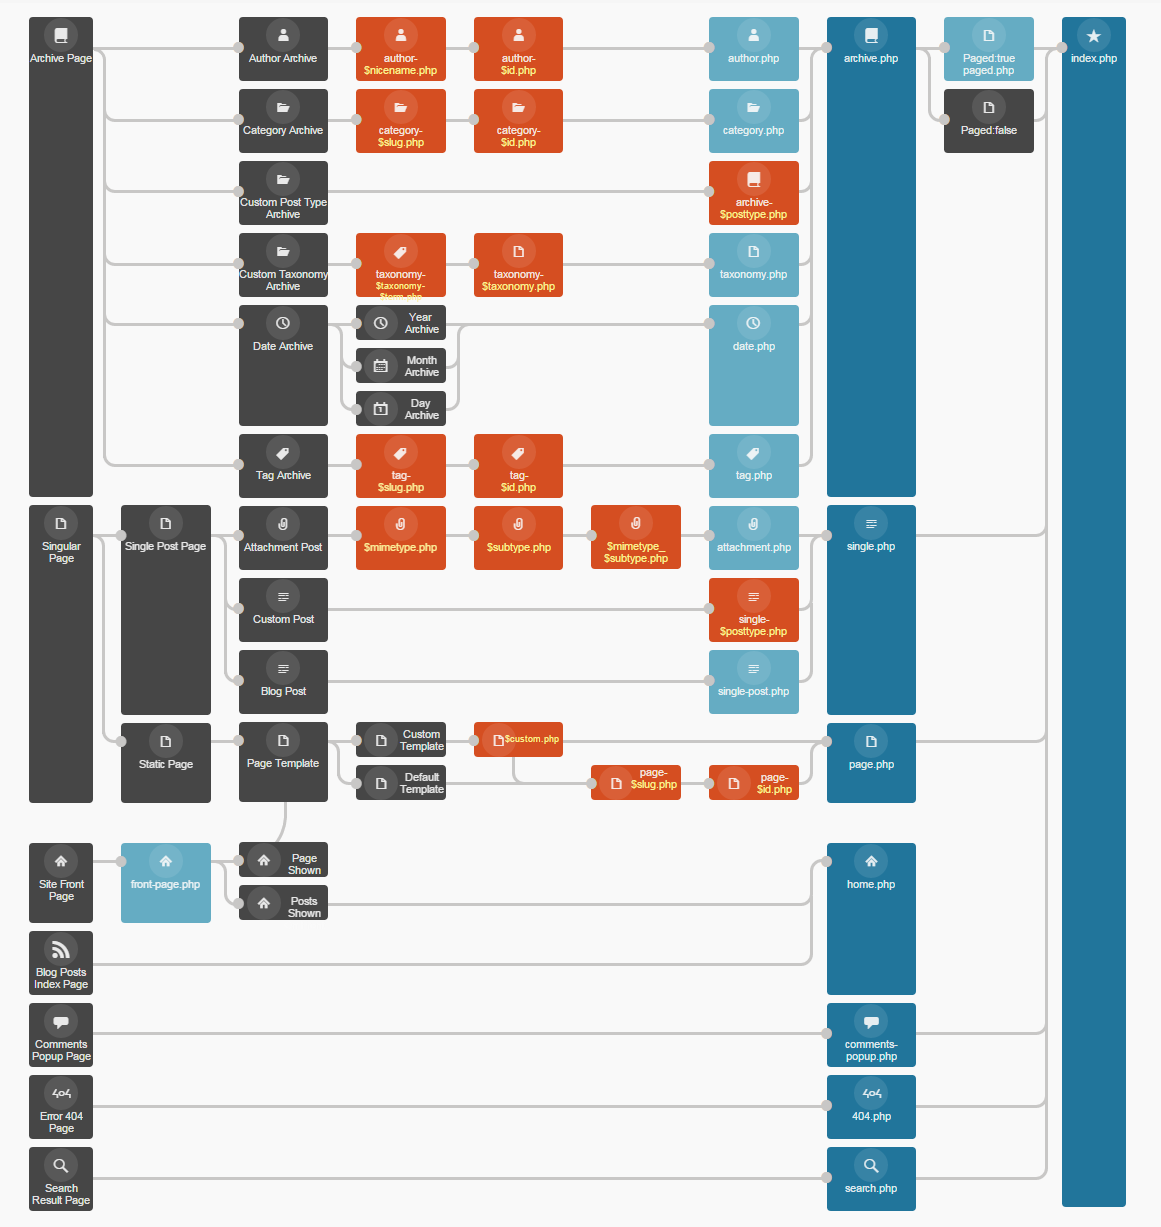 Archive Page
Author Archive
author-
$nicename.php
author-
$id.php
author.php
archive.php
Paged:true
paged.php
index.php
Category Archive
category-
$slug.php
category-
$id.php
category.php
Paged:false
Custom Post Type
Archive
archive-
$posttype.php
Custom Taxonomy
Archive
taxonomy-
$taxonomy-
$term.php
taxonomy-
$taxonomy.php
taxonomy.php
Date Archive
Year
Archive
Month
Archive
1
Day
Archive
date.php
Tag Archive
tag-
$slug.php
tag-
$id.php
tag.php
Singular
Page
Single Post Page
Attachment Post
$mimetype.php
$subtype.php
$mimetype_
$subtype.php
attachment.php
single.php
Custom Post
single-
$posttype.php
Blog Post
single-post.php
Static Page
Page Template
Custom
Template
$custom.php
page.php
Default
Template
page-
$slug.php
page-
$id.php
Site Front
Page
front-page.php
Page
Shown
Posts
Shown
home.php
Blog Posts
Index Page
Comments
Popup Page
comments-
popup.php
404
Error 404
Page
404
404.php
Search
Result Page
search.php